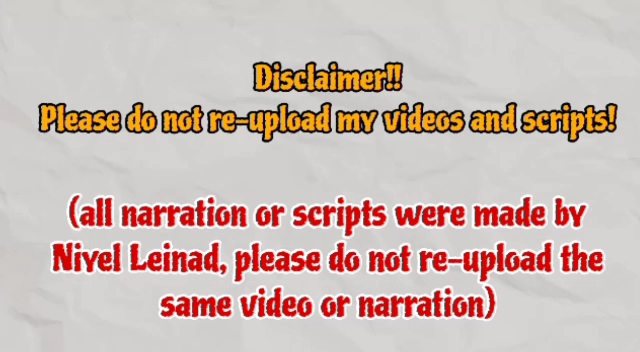 Disclaimer!!
Please do not re-upload my videos and scripts!
(all narration or scripts were made by
Nivel Leinad, please do not re-upload the
same video or narration)